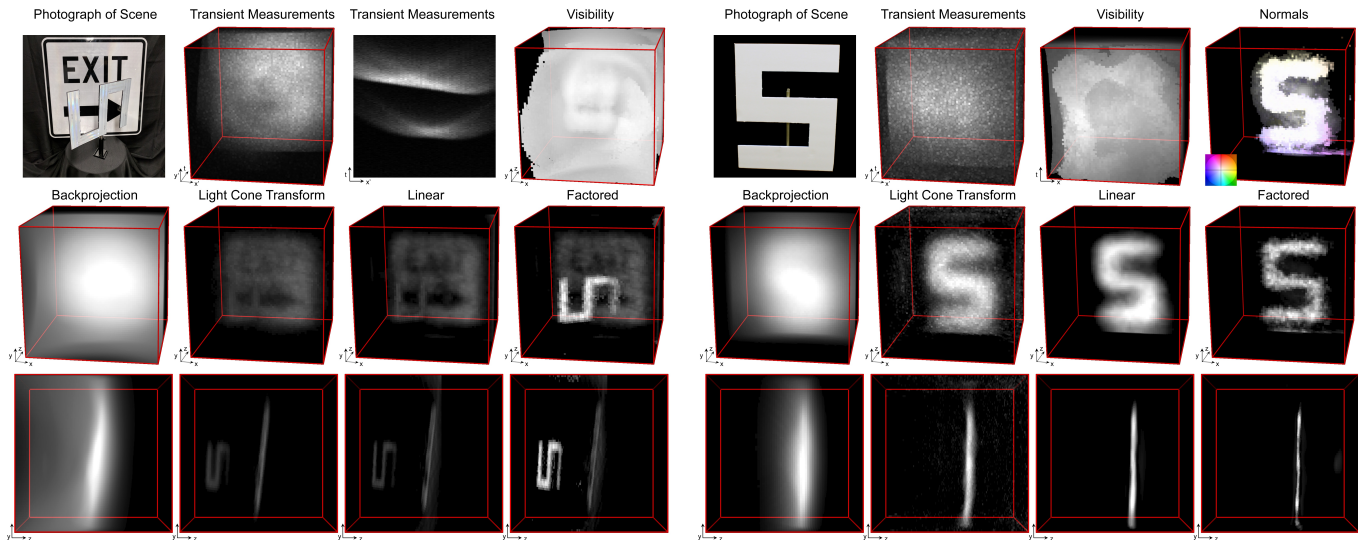 Photograph of Scene Transient Measurements Transient Measurements Visibility Photograph of Scene Transient Measurements Visibility Normals
EXIT
S
S
y t x'
t x'
y z x
y t x'
t x
S
Backprojection Light Cone Transform Linear Factored Backprojection Light Cone Transform Linear Factored
S
S
S
S
y z x
y z x
y z x
y z x
y z x
y z x
y z x
y z x
S
S
S
y z
y z
y z
y z
y z
y z
y z
y z